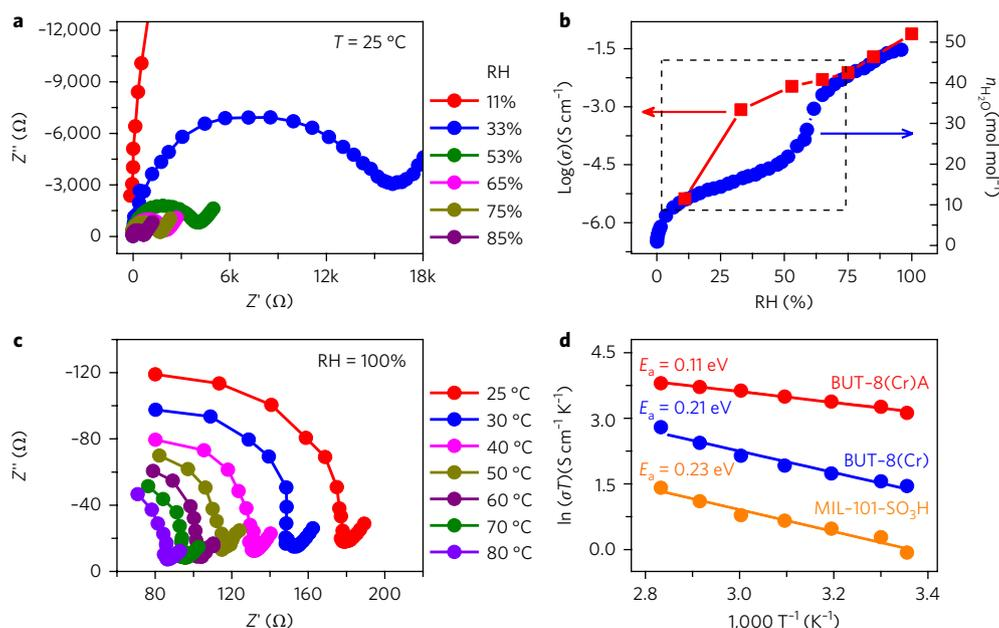 a
-12,000
-9,000
-6,000
-3,000
0
Z'' (Ω)
T = 25 °C
0
6k
12k
18k
Z' (Ω)
RH
11%
33%
53%
65%
75%
85%
b
-1.5
-3.0
-4.5
-6.0
Log(σ)(S cm⁻¹)
50
40
30
20
10
0
nH₂O(mol mol⁻¹)
0
25
50
75
100
RH (%)
c
-120
-80
-40
0
Z'' (Ω)
RH = 100%
80
120
160
200
Z' (Ω)
25 °C
30 °C
40 °C
50 °C
60 °C
70 °C
80 °C
d
4.5
3.0
1.5
0.0
ln (σT)(S cm⁻¹ K⁻¹)
Eₐ = 0.11 eV
BUT-8(Cr)A
Eₐ = 0.21 eV
BUT-8(Cr)
Eₐ = 0.23 eV
MIL-101-SO₃H
2.8
3.0
3.2
3.4
1,000 T⁻¹ (K⁻¹)